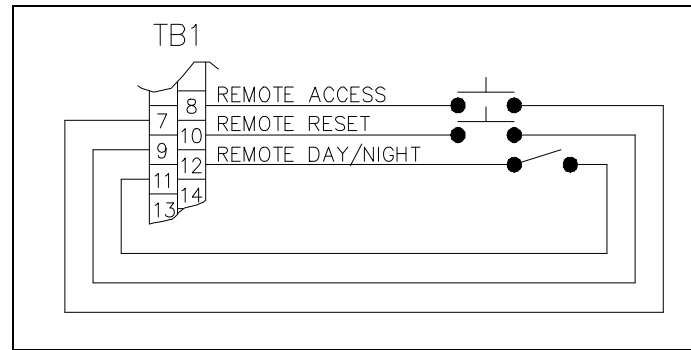 TB1
8 REMOTE ACCESS
7
10 REMOTE RESET
9
12 REMOTE DAY/NIGHT
11
14
13